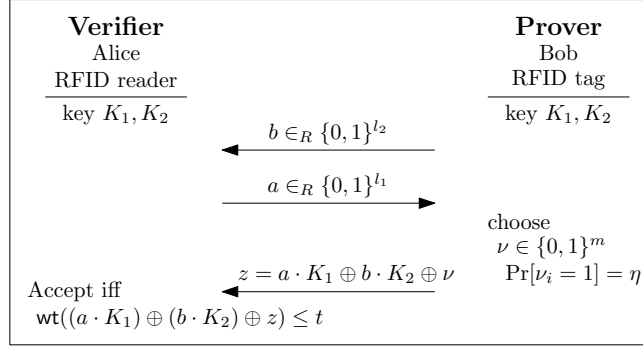 Verifier Prover
Alice Bob
RFID reader RFID tag
key K₁, K₂ key K₁, K₂
b ∈_R {0, 1}^{l₂}
a ∈_R {0, 1}^{l₁}
choose
ν ∈ {0, 1}^m
z = a · K₁ ⊕ b · K₂ ⊕ ν Pr[ν_i = 1] = η
Accept iff
wt((a · K₁) ⊕ (b · K₂) ⊕ z) ≤ t